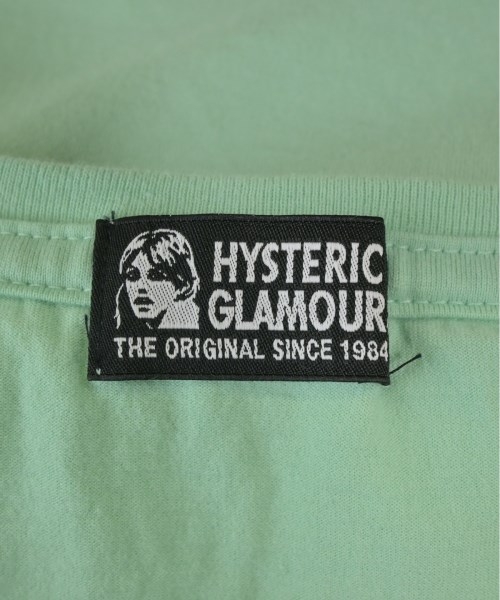 HYSTERIC
GLAMOUR
THE ORIGINAL SINCE 1984